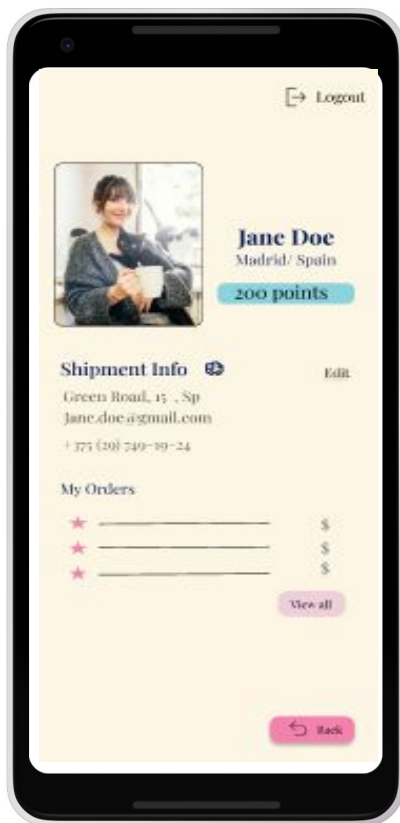 Logout
Jane Doe
Madrid/ Spain
200 points
Shipment Info
Edit
Green Road, 15 , Sp
Jane.doe@gmail.com
+375 (29) 749-19-24
My Orders
$
$
$
View all
Back